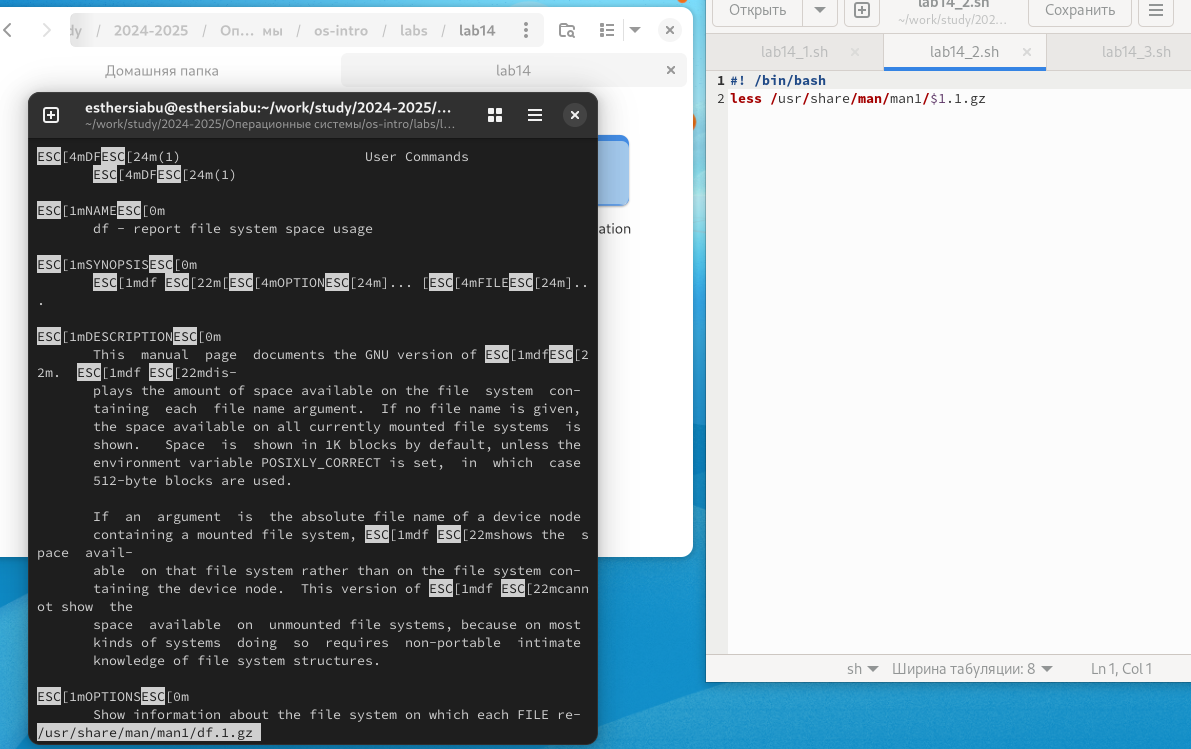 dy / 2024-2025 / Оп... мы / os-intro / labs / lab14
Домашняя папка
lab14
esthersiabu@esthersiabu:~/work/study/2024-2025/...
~/work/study/2024-2025/Операционные системы/os-intro/labs/l...
ESC[4mDFESC[24m(1) User Commands
ESC[4mDFESC[24m(1)
ESC[1mNAMEESC[0m
df - report file system space usage
ESC[1mSYNOPSISESC[0m
ESC[1mdf ESC[22m[ESC[4mOPTIONESC[24m]... [ESC[4mFILEESC[24m]..
.
ESC[1mDESCRIPTIONESC[0m
This manual page documents the GNU version of ESC[1mdfESC[2
2m. ESC[1mdf ESC[22mdis-
plays the amount of space available on the file system con-
taining each file name argument. If no file name is given,
the space available on all currently mounted file systems is
shown. Space is shown in 1K blocks by default, unless the
environment variable POSIXLY_CORRECT is set, in which case
512-byte blocks are used.
If an argument is the absolute file name of a device node
containing a mounted file system, ESC[1mdf ESC[22mshows the s
pace avail-
able on that file system rather than on the file system con-
taining the device node. This version of ESC[1mdf ESC[22mcann
ot show the
space available on unmounted file systems, because on most
kinds of systems doing so requires non-portable intimate
knowledge of file system structures.
ESC[1mOPTIONSESC[0m
Show information about the file system on which each FILE re-
/usr/share/man/man1/df.1.gz
ation
Открыть
lab14_2.sh
~/work/study/202...
Сохранить
lab14_1.sh
lab14_2.sh
lab14_3.sh
1 #! /bin/bash
2 less /usr/share/man/man1/$1.1.gz
sh
Ширина табуляции: 8
Ln 1, Col 1